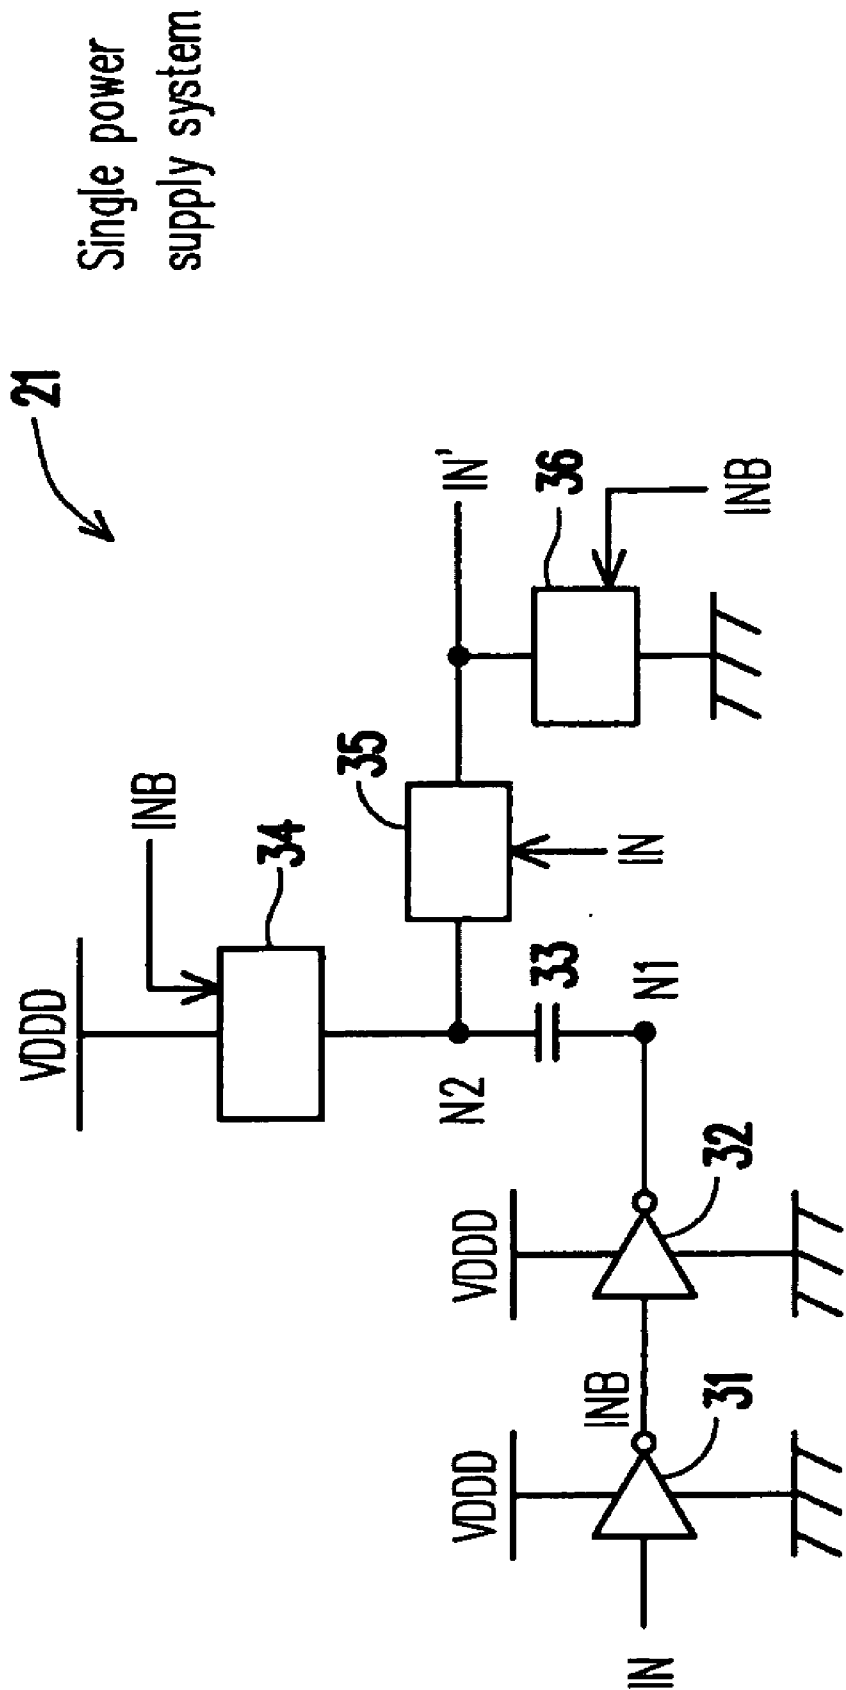 21
Single power
supply system
VDDD
INB
34
N2
35
IN'
33
IN
36
INB
N1
VDDD
VDDD
INB
32
31
IN